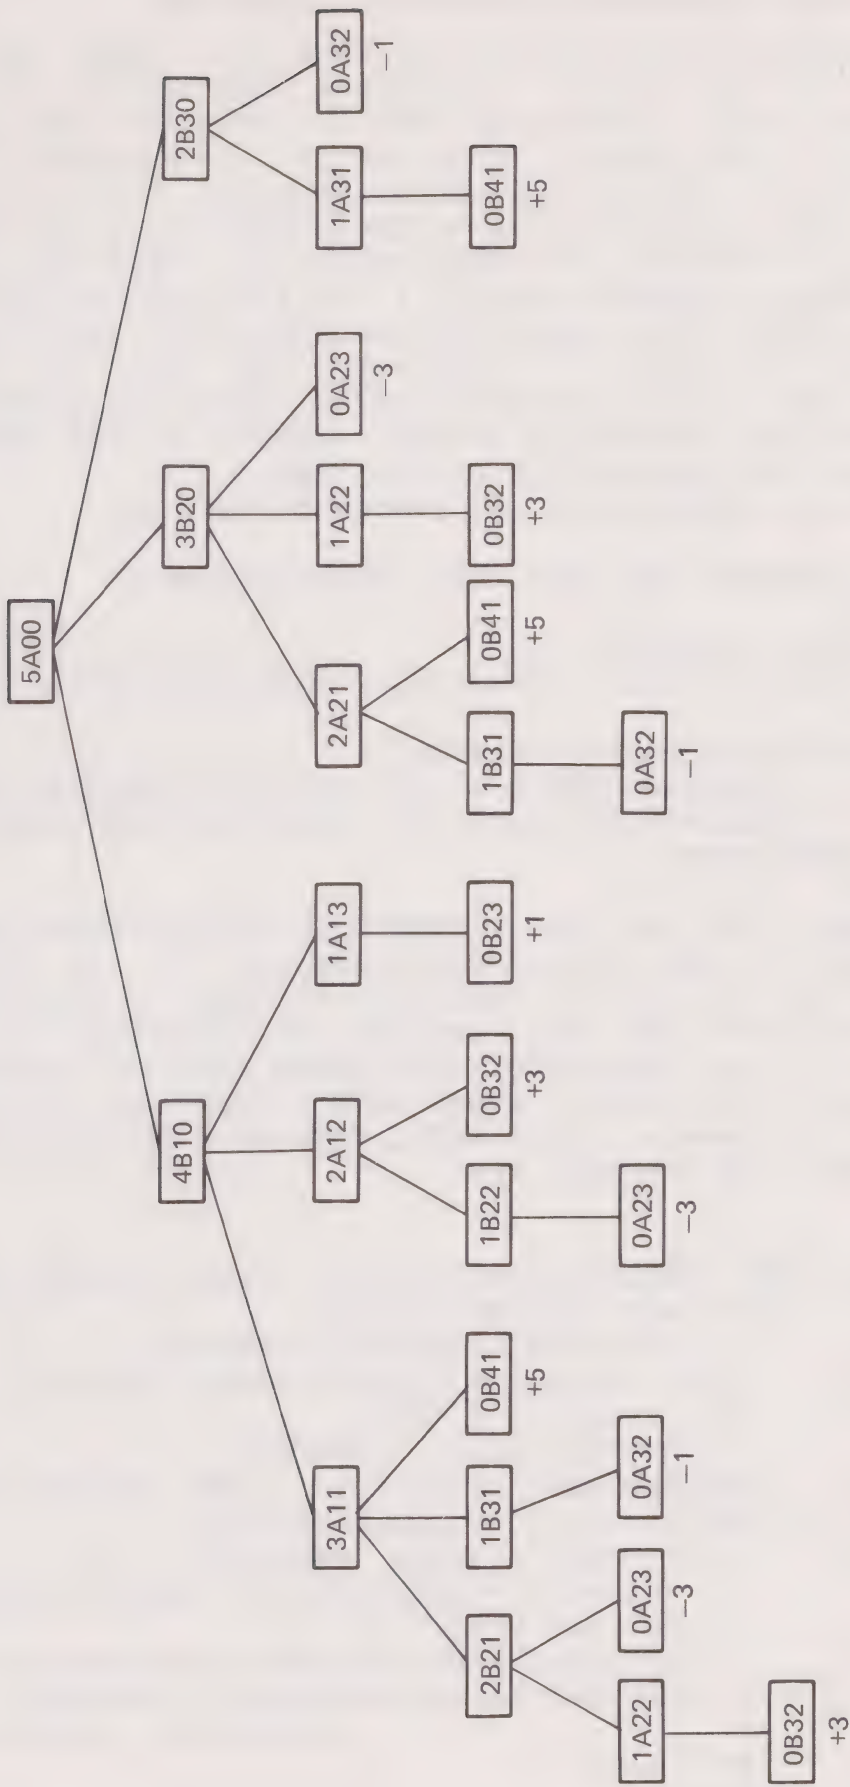 5A00
4B10 3B20 2B30
3A11 2A12 1A13 2A21 1A22 0A23 1A31 0A32
−3 −1
2B21 1B31 0B41 1B22 0B32 0B23 1B31 0B41 0B32 0B41
+5 +3 +1 +5 +3 +5
1A22 0A23 0A32 0A23 0A32
−3 −1 −3 −1
0B32
+3